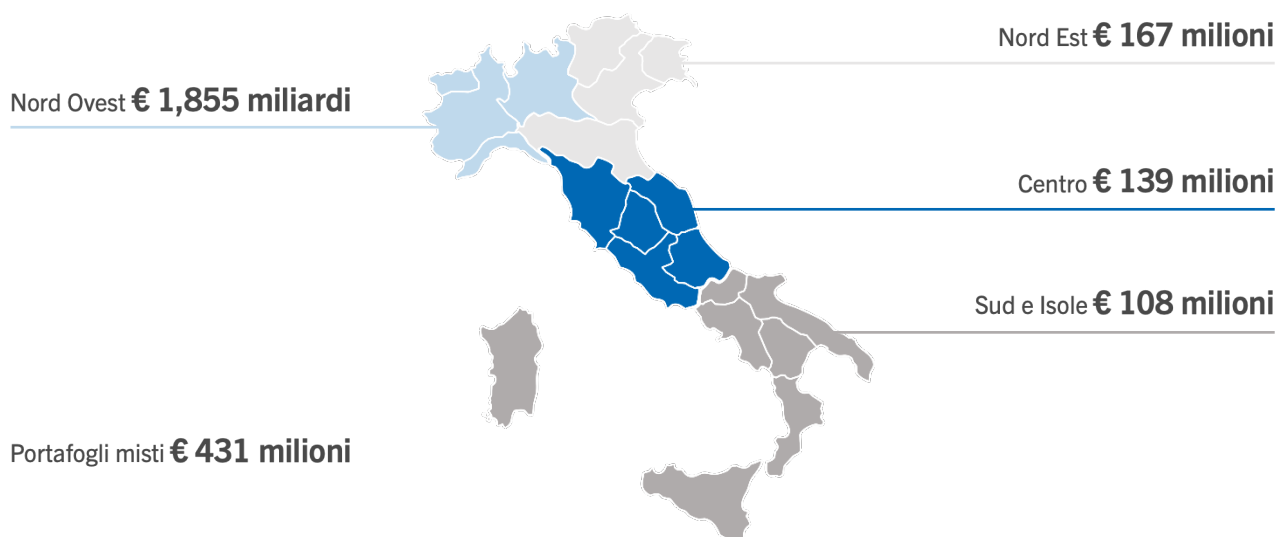 Nord Est € 167 milioni
Nord Ovest € 1,855 miliardi
Centro € 139 milioni
Sud e Isole € 108 milioni
Portafogli misti € 431 milioni